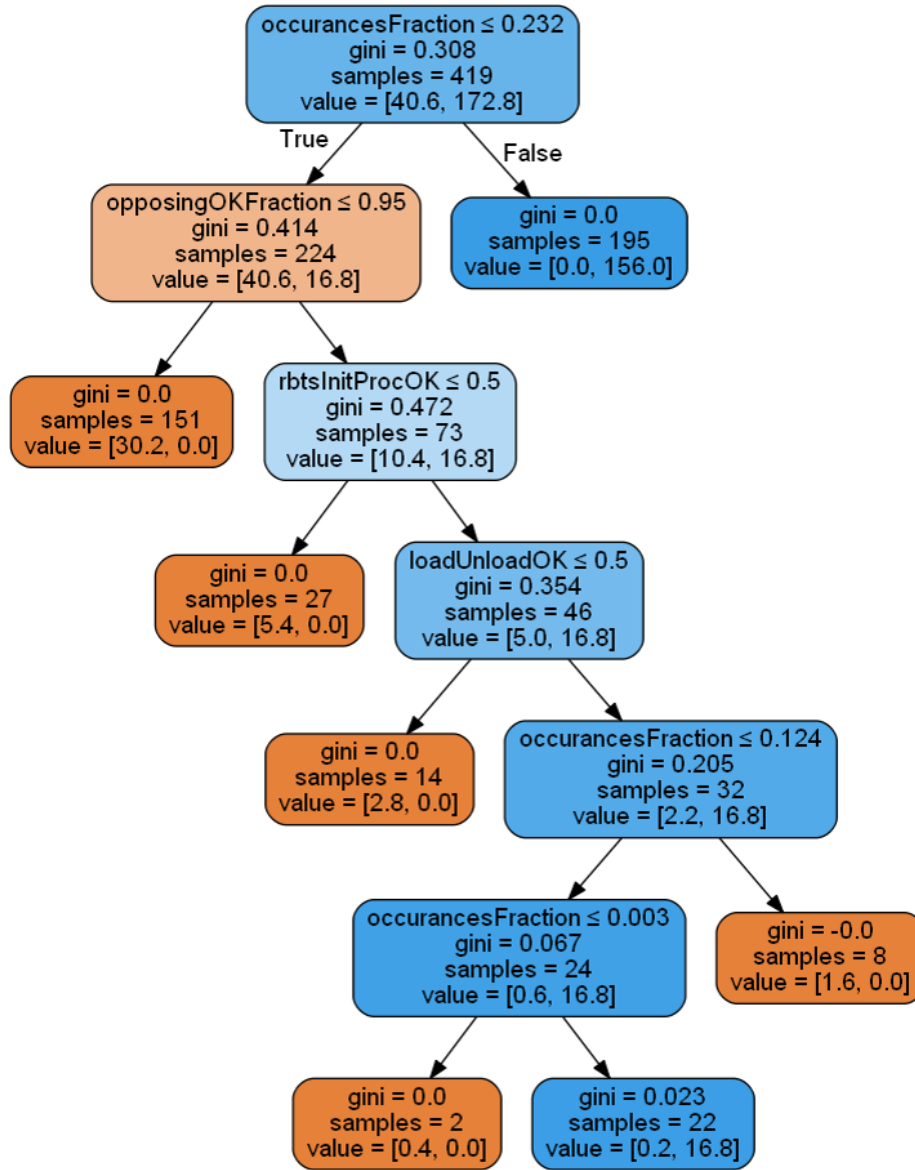 occurancesFraction ≤ 0.232
gini = 0.308
samples = 419
value = [40.6, 172.8]
True
False
opposingOKFraction ≤ 0.95
gini = 0.414
samples = 224
value = [40.6, 16.8]
gini = 0.0
samples = 195
value = [0.0, 156.0]
gini = 0.0
samples = 151
value = [30.2, 0.0]
rbtsInitProcOK ≤ 0.5
gini = 0.472
samples = 73
value = [10.4, 16.8]
gini = 0.0
samples = 27
value = [5.4, 0.0]
loadUnloadOK ≤ 0.5
gini = 0.354
samples = 46
value = [5.0, 16.8]
gini = 0.0
samples = 14
value = [2.8, 0.0]
occurancesFraction ≤ 0.124
gini = 0.205
samples = 32
value = [2.2, 16.8]
occurancesFraction ≤ 0.003
gini = 0.067
samples = 24
value = [0.6, 16.8]
gini = -0.0
samples = 8
value = [1.6, 0.0]
gini = 0.0
samples = 2
value = [0.4, 0.0]
gini = 0.023
samples = 22
value = [0.2, 16.8]